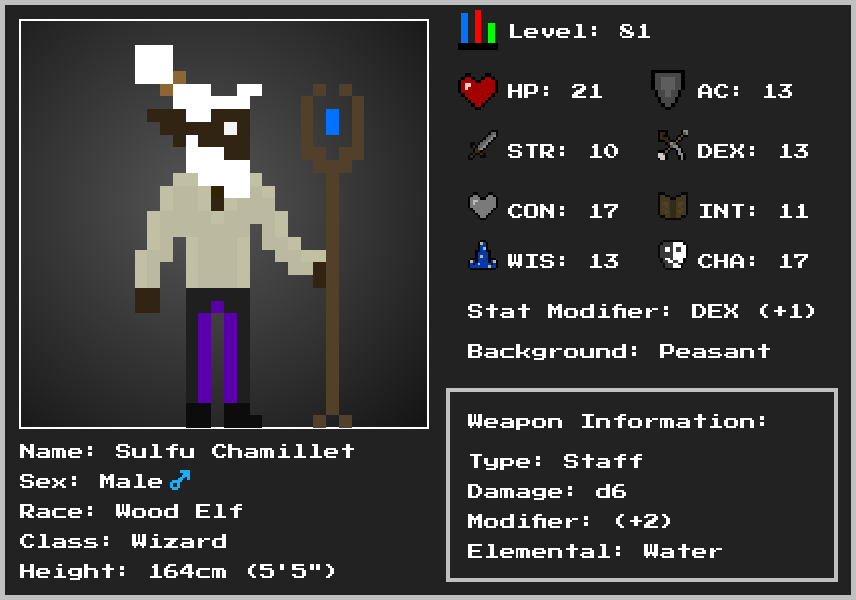 Level: 81
HP: 21
AC: 13
STR: 10
DEX: 13
CON: 17
INT: 11
WIS: 13
CHA: 17
Stat Modifier: DEX (+1)
Background: Peasant
Weapon Information:
Type: Staff
Damage: d6
Modifier: (+2)
Elemental: Water
Name: Sulfu Chamillet
Sex: Male♂
Race: Wood Elf
Class: Wizard
Height: 164cm (5'5")